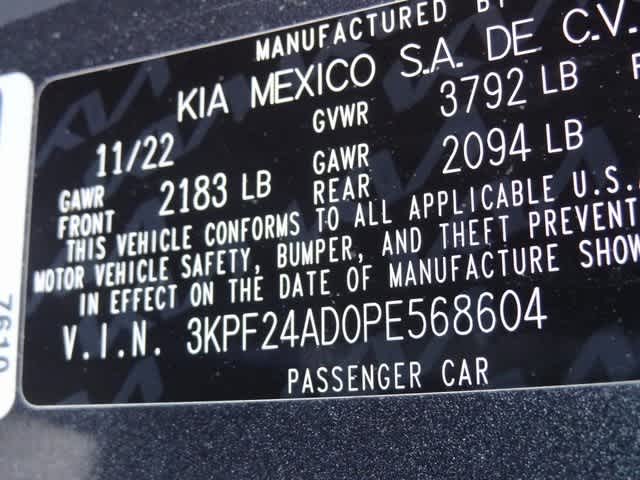 MANUFACTURED BY
KIA MEXICO S.A. DE C.V.
11/22 GVWR 3792 LB
GAWR FRONT 2183 LB GAWR REAR 2094 LB
THIS VEHICLE CONFORMS TO ALL APPLICABLE U.S.
MOTOR VEHICLE SAFETY, BUMPER, AND THEFT PREVENT
IN EFFECT ON THE DATE OF MANUFACTURE SHOW
V.I.N. 3KPF24AD0PE568604
PASSENGER CAR